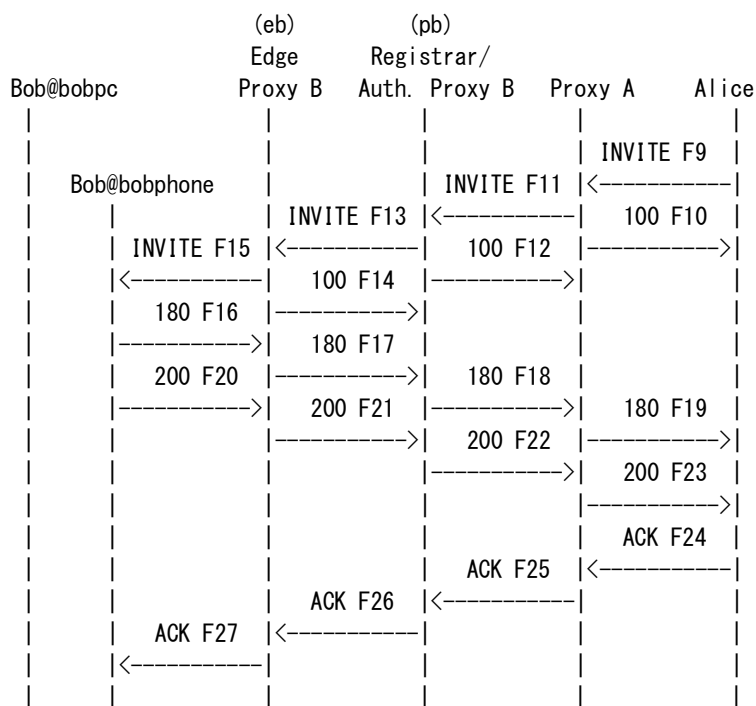 (eb) (pb)
Edge Registrar/
Bob@bobpc Proxy B Auth. Proxy B Proxy A Alice
INVITE F9
Bob@bobphone INVITE F11
INVITE F13 100 F10
INVITE F15 100 F12
100 F14
180 F16
180 F17
200 F20 180 F18
200 F21 180 F19
200 F22
200 F23
ACK F24
ACK F25
ACK F26
ACK F27